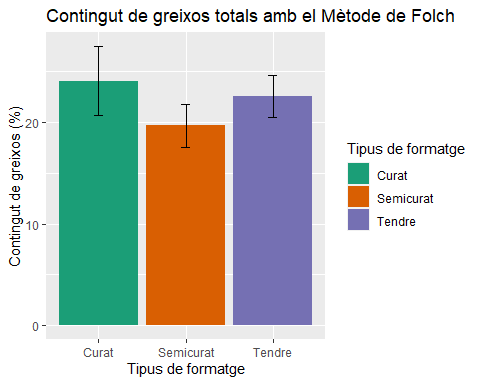 Contingut de greixos totals amb el Mètode de Folch
Contingut de greixos (%)
20
10
0
Curat
Semicurat
Tendre
Tipus de formatge
Tipus de formatge
Curat
Semicurat
Tendre